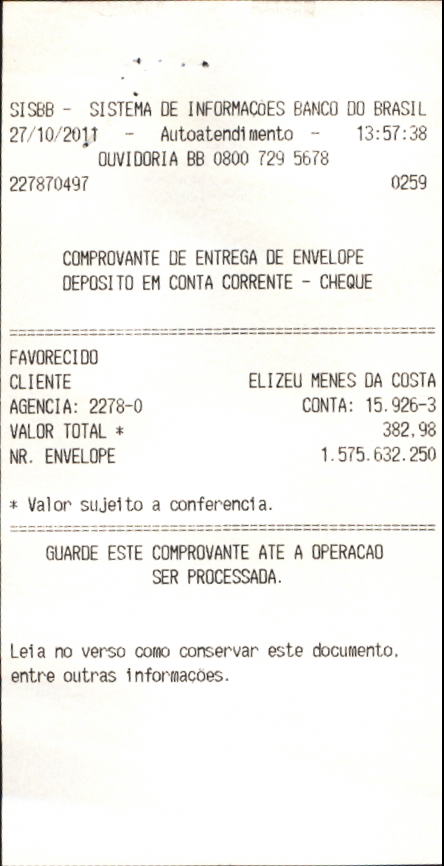 SISBB - SISTEMA DE INFORMAÇÕES BANCO DO BRASIL
27/10/2011 - Autoatendimento - 13:57:38
OUVIDORIA BB 0800 729 5678
227870497 0259
COMPROVANTE DE ENTREGA DE ENVELOPE
DEPOSITO EM CONTA CORRENTE - CHEQUE
================================================
FAVORECIDO
CLIENTE ELIZEU MENES DA COSTA
AGENCIA: 2278-0 CONTA: 15.926-3
VALOR TOTAL * 382,98
NR. ENVELOPE 1.575.632.250
* Valor sujeito a conferencia.
================================================
GUARDE ESTE COMPROVANTE ATE A OPERACAO
SER PROCESSADA.
Leia no verso como conservar este documento,
entre outras informações.